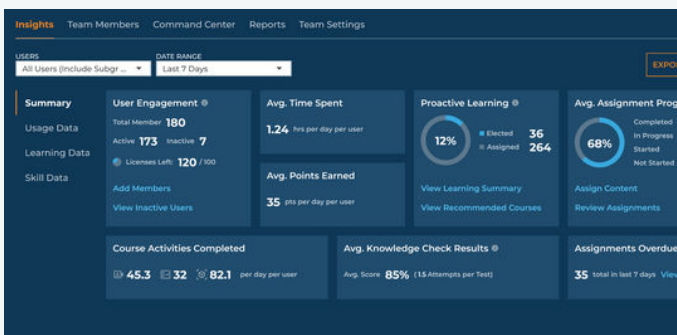 Insights Team Members Command Center Reports Team Settings
USERS
All Users (Include Subgr ...
DATE RANGE
Last 7 Days
EXPO
Summary
Usage Data
Learning Data
Skill Data
User Engagement
Total Member 180
Active 173 Inactive 7
Licenses Left: 120 /100
Add Members
View Inactive Users
Avg. Time Spent
1.24 hrs per day per user
Avg. Points Earned
35 pts per day per user
Proactive Learning
12%
Elected 36
Assigned 264
View Learning Summary
View Recommended Courses
Avg. Assignment Prog
68%
Completed
In Progress
Started
Not Started
Assign Content
Review Assignments
Course Activities Completed
45.3 32 82.1 per day per user
Avg. Knowledge Check Results
Avg. Score 85% (1.5 Attempts per Test)
Assignments Overdue
35 total in last 7 days View